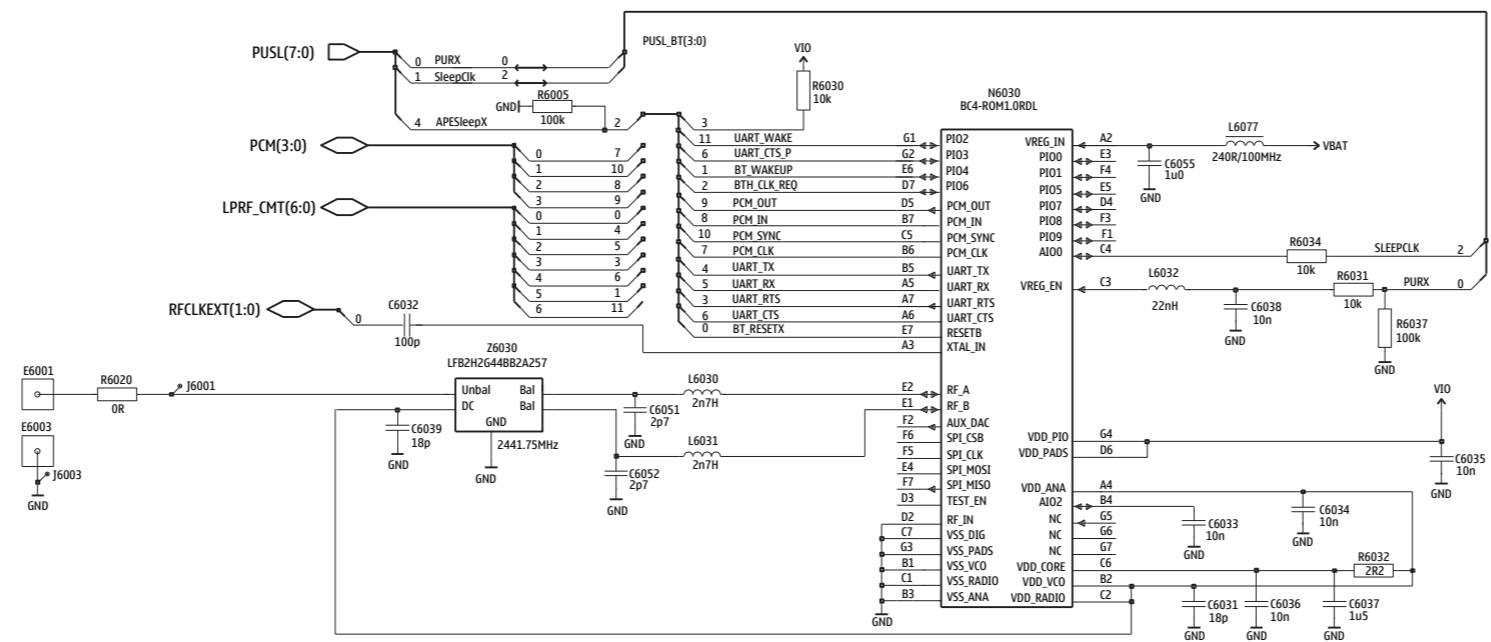 PUSL(7:0)
0 PURX 0
1 SleepClk 2
PUSL_BT(3:0)
GND R6005
100k
4 APESleepX 2
VIO
R6030
10k
3
PCM(3:0)
0 7
1 10
2 8
3 9
LPRF_CMT(6:0)
0 0
1 4
2 5
3 3
4 6
5 1
6 11
RFCLKEXT(1:0)
0
C6032
100p
11 UART_WAKE G1
6 UART_CTS_P G2
1 BT_WAKEUP E6
2 BTH_CLK_REQ D7
9 PCM_OUT D5
8 PCM_IN B7
10 PCM_SYNC C5
7 PCM_CLK B6
4 UART_TX B5
5 UART_RX A5
3 UART_RTS A7
6 UART_CTS A6
0 BT_RESETX E7
A3
N6030
BC4-ROM1.0RDL
PIO2
PIO3
PIO4
PIO6
PCM_OUT
PCM_IN
PCM_SYNC
PCM_CLK
UART_TX
UART_RX
UART_RTS
UART_CTS
RESETB
XTAL_IN
E2 RF_A
E1 RF_B
F2 AUX_DAC
F6 SPI_CSB
F5 SPI_CLK
E4 SPI_MOSI
F7 SPI_MISO
D3 TEST_EN
D2 RF_IN
C7 VSS_DIG
G3 VSS_PADS
B1 VSS_VCO
C1 VSS_RADIO
B3 VSS_ANA
GND
VREG_IN A2
PIO0 E3
PIO1 F4
PIO5 E5
PIO7 D4
PIO8 F3
PIO9 F1
AIO0 C4
VREG_EN C3
VDD_PIO G4
VDD_PADS D6
VDD_ANA A4
AIO2 B4
NC G5
NC G6
NC G7
VDD_CORE C6
VDD_VCO B2
VDD_RADIO C2
L6077
240R/100MHz
VBAT
C6055
1u0
GND
R6034
10k
SLEEPCLK 2
L6032
22nH
C6038
10n
GND
R6031
10k
PURX 0
R6037
100k
GND
VIO
C6035
10n
GND
C6034
10n
GND
C6033
10n
GND
R6032
2R2
C6031
18p
GND
C6036
10n
GND
C6037
1u5
GND
E6001
R6020
0R
J6001
E6003
J6003
GND
Z6030
LFB2H2G44BB2A257
Unbal Bal
DC Bal
GND
2441.75MHz
GND
C6039
18p
GND
L6030
2n7H
C6051
2p7
GND
L6031
2n7H
C6052
2p7
GND